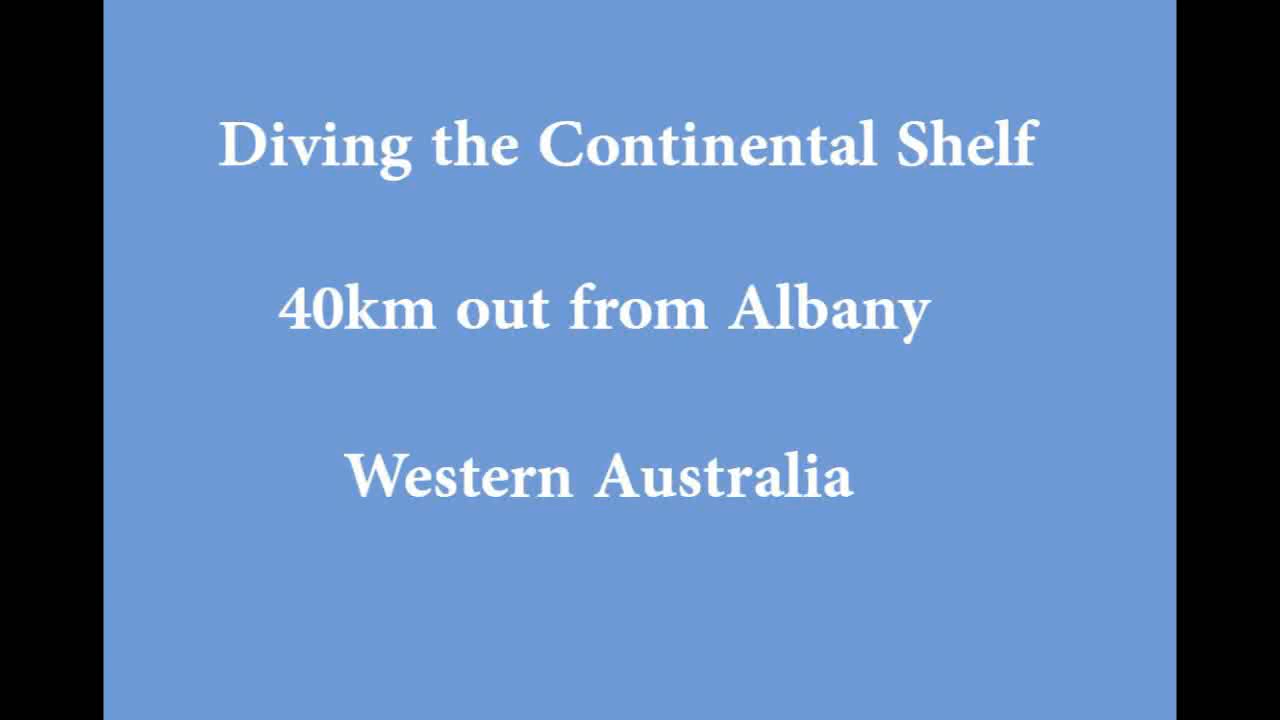 Diving the Continental Shelf
40km out from Albany
Western Australia